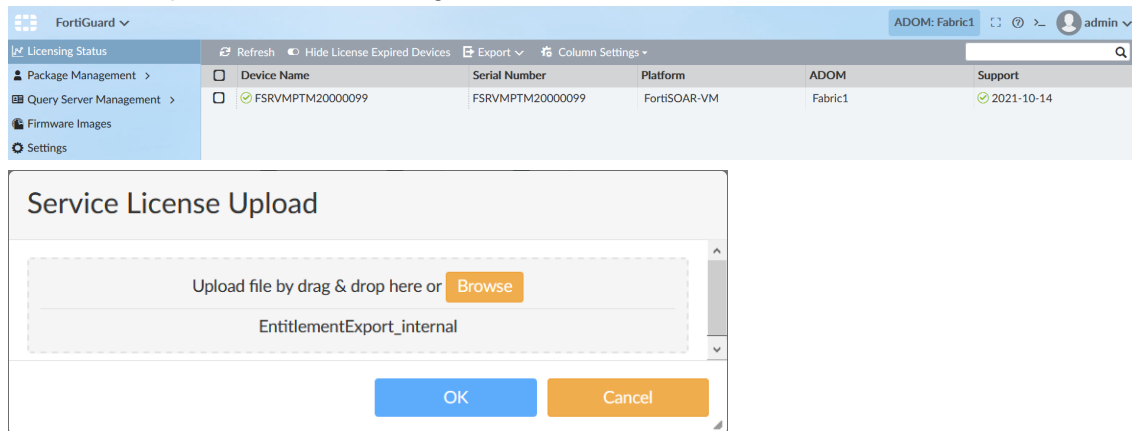 FortiGuard ADOM: Fabric1 admin
Licensing Status Refresh Hide License Expired Devices Export Column Settings
Package Management > Device Name Serial Number Platform ADOM Support
Query Server Management > FSRVMPTM20000099 FSRVMPTM20000099 FortiSOAR-VM Fabric1 2021-10-14
Firmware Images
Settings
Service License Upload
Upload file by drag & drop here or Browse
EntitlementExport_internal
OK Cancel